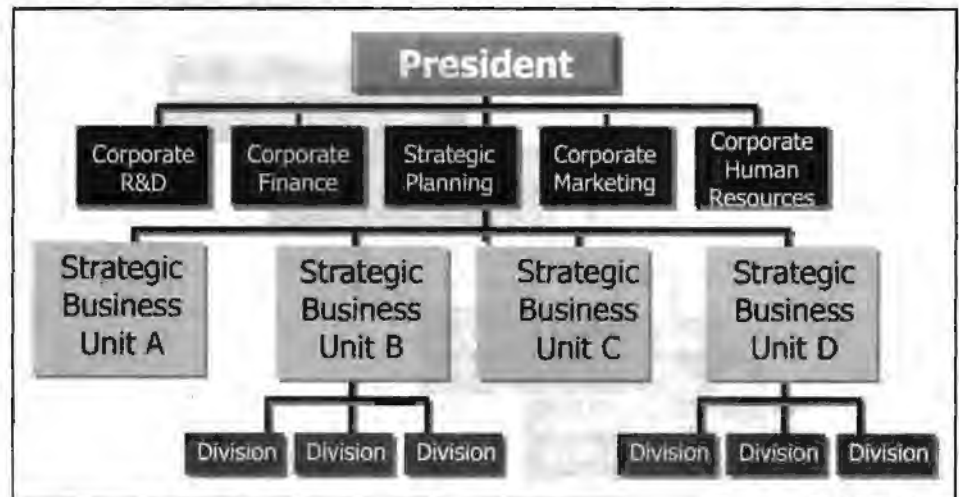 President
Corporate
R&D
Corporate
Finance
Strategic
Planning
Corporate
Marketing
Corporate
Human
Resources
Strategic
Business
Unit A
Strategic
Business
Unit B
Strategic
Business
Unit C
Strategic
Business
Unit D
Division
Division
Division
Division
Division
Division